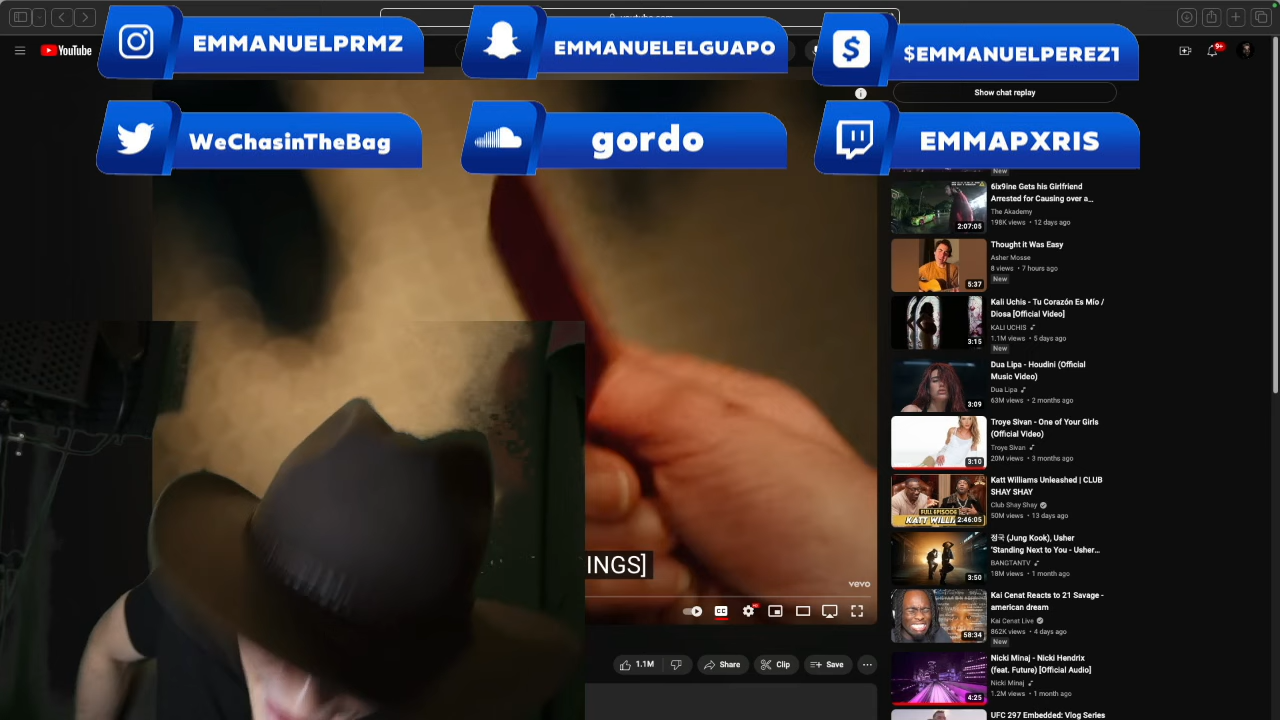 EMMANUELPRMZ
EMMANUELELGUAPO
$EMMANUELPEREZ1
YouTube
9+
Show chat replay
WeChasinTheBag
gordo
EMMAPXRIS
New
6ix9ine Gets his Girlfriend
Arrested for Causing over a...
The Akademy
198K views • 12 days ago
2:07:05
Thought it Was Easy
Asher Mosse
8 views • 7 hours ago
New
5:37
Kali Uchis - Tu Corazón Es Mío /
Diosa [Official Video]
KALI UCHIS
1.1M views • 5 days ago
New
3:15
Dua Lipa - Houdini (Official
Music Video)
Dua Lipa
63M views • 2 months ago
3:09
Troye Sivan - One of Your Girls
(Official Video)
Troye Sivan
20M views • 3 months ago
3:10
Katt Williams Unleashed | CLUB
SHAY SHAY
Club Shay Shay
50M views • 13 days ago
FULL EPISODE
2:46:05
정국 (Jung Kook), Usher
'Standing Next to You - Usher...
BANGTANTV
18M views • 1 month ago
3:50
INGS]
vevo
CC
Kai Cenat Reacts to 21 Savage -
american dream
Kai Cenat Live
862K views • 4 days ago
New
58:34
1.1M
Share
Clip
Save
Nicki Minaj - Nicki Hendrix
(feat. Future) [Official Audio]
Nicki Minaj
1.2M views • 1 month ago
4:25
UFC 297 Embedded: Vlog Series